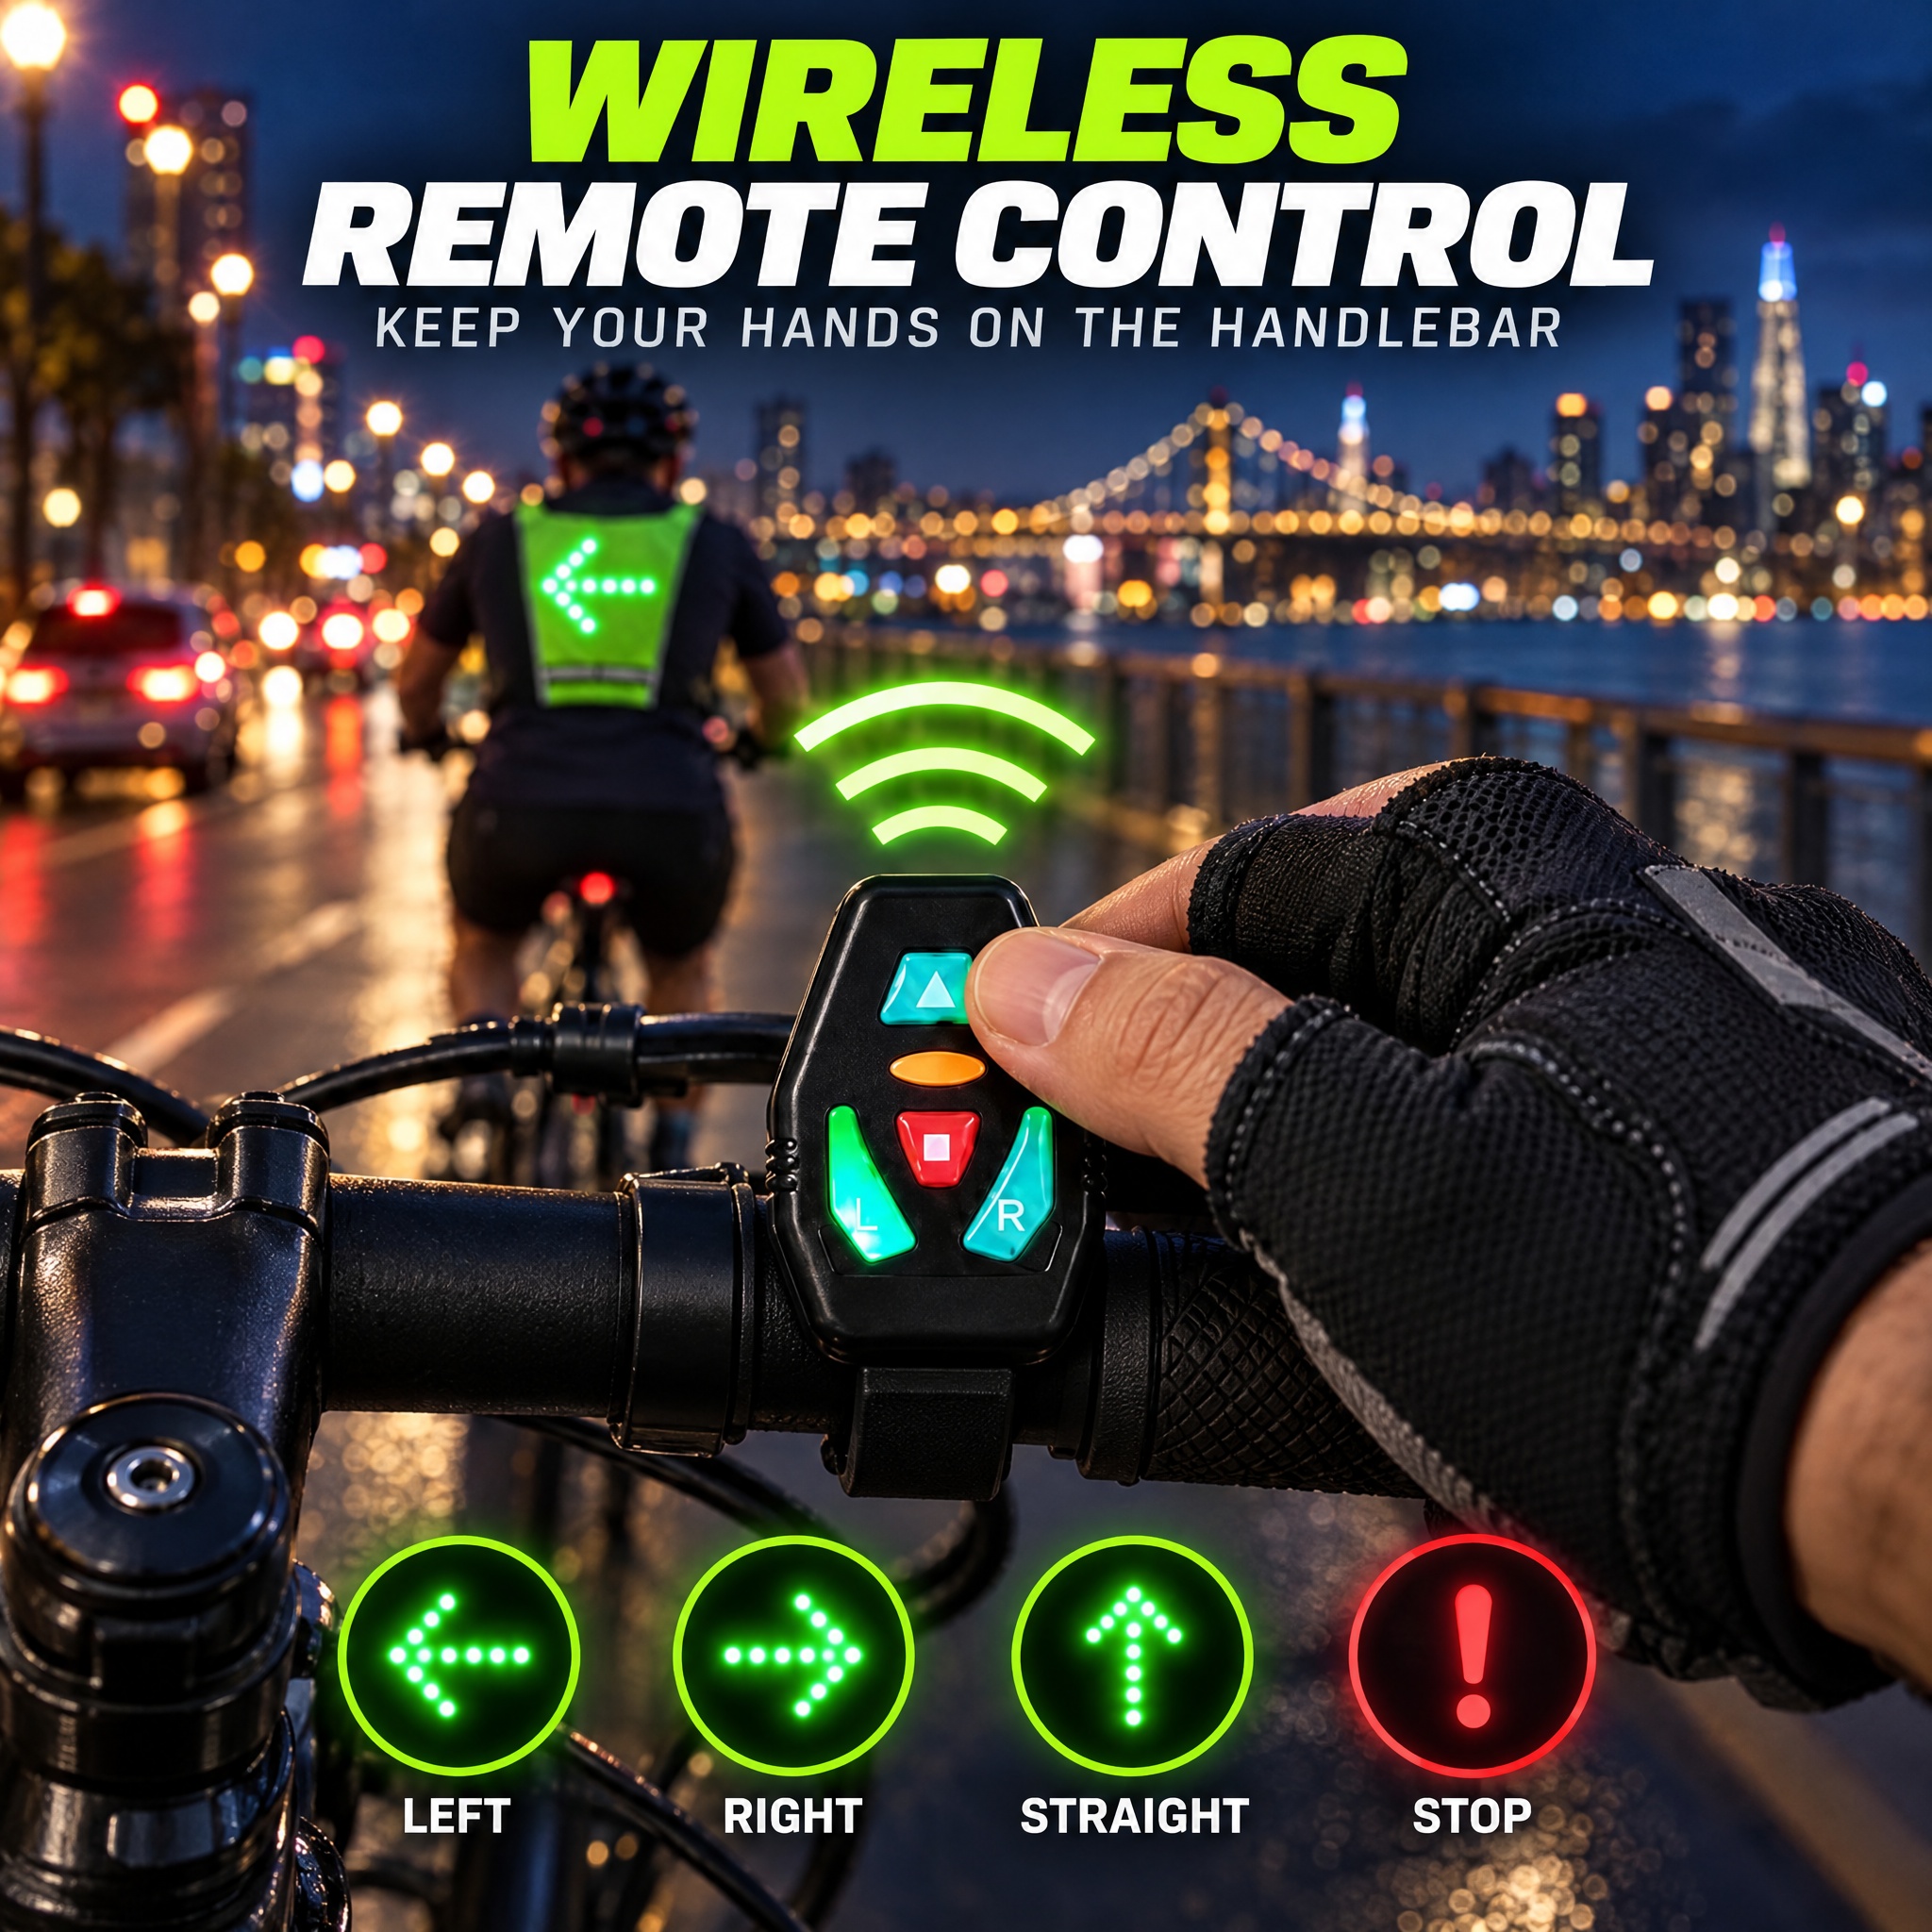 WIRELESS
REMOTE CONTROL
KEEP YOUR HANDS ON THE HANDLEBAR
L R
LEFT RIGHT STRAIGHT STOP